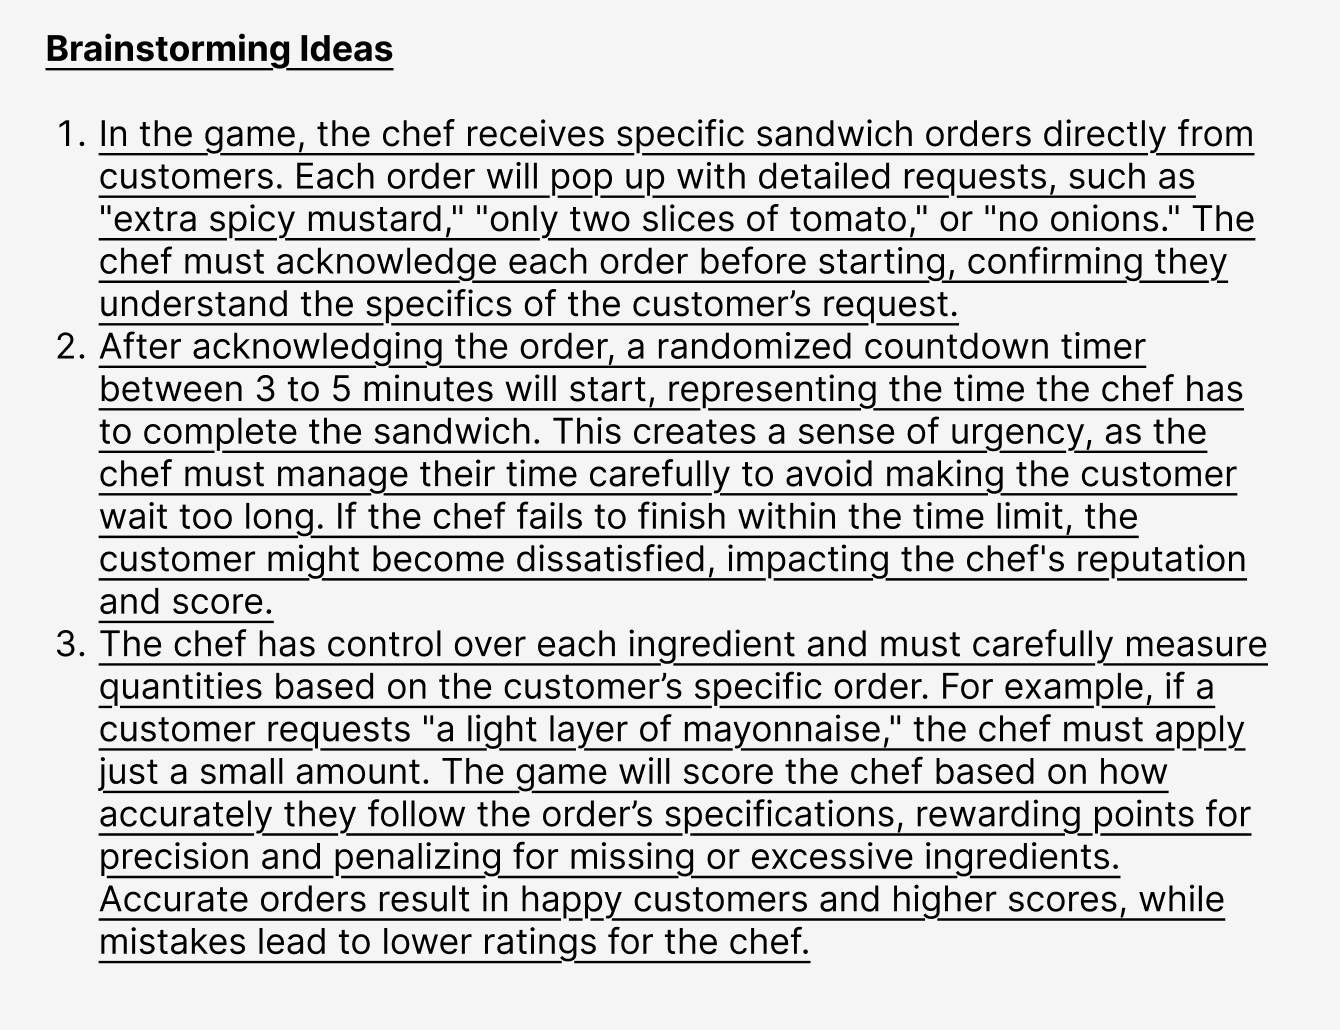 Brainstorming Ideas
1. In the game, the chef receives specific sandwich orders directly from
customers. Each order will pop up with detailed requests, such as
"extra spicy mustard," "only two slices of tomato," or "no onions." The
chef must acknowledge each order before starting, confirming they
understand the specifics of the customer’s request.
2. After acknowledging the order, a randomized countdown timer
between 3 to 5 minutes will start, representing the time the chef has
to complete the sandwich. This creates a sense of urgency, as the
chef must manage their time carefully to avoid making the customer
wait too long. If the chef fails to finish within the time limit, the
customer might become dissatisfied, impacting the chef's reputation
and score.
3. The chef has control over each ingredient and must carefully measure
quantities based on the customer’s specific order. For example, if a
customer requests "a light layer of mayonnaise," the chef must apply
just a small amount. The game will score the chef based on how
accurately they follow the order’s specifications, rewarding points for
precision and penalizing for missing or excessive ingredients.
Accurate orders result in happy customers and higher scores, while
mistakes lead to lower ratings for the chef.